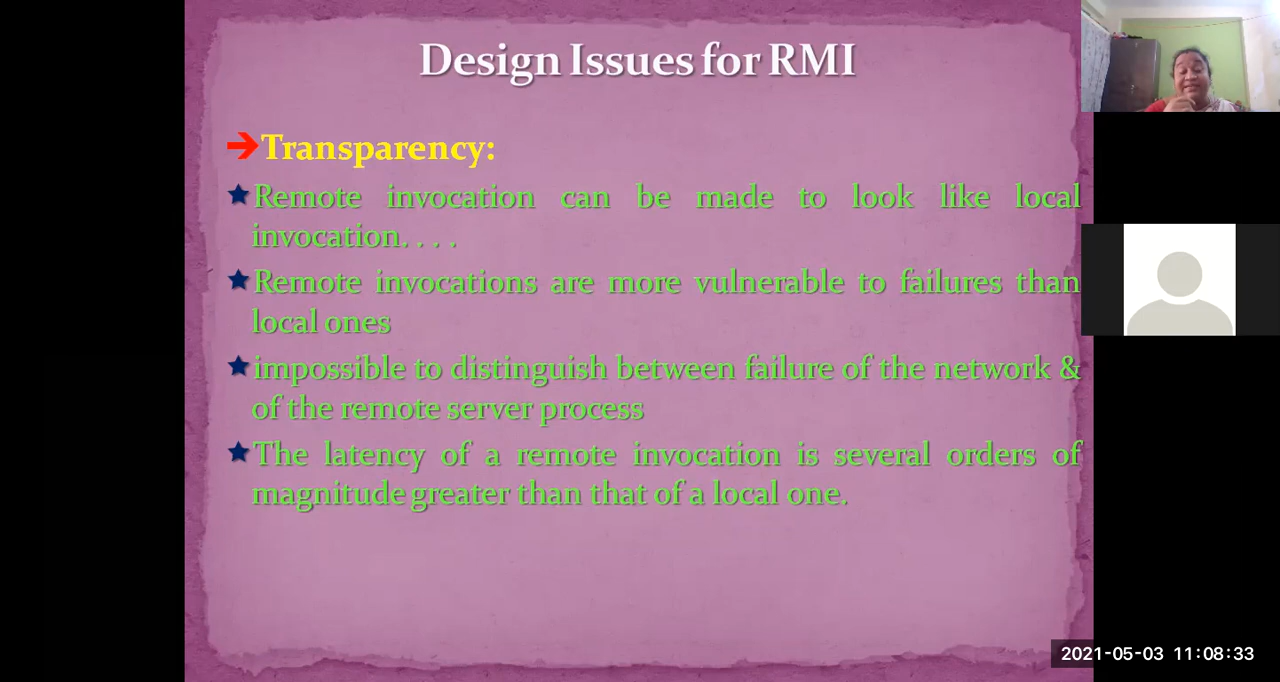 Design Issues for RMI
➔Transparency:
★Remote invocation can be made to look like local
invocation. . . .
★Remote invocations are more vulnerable to failures than
local ones
★impossible to distinguish between failure of the network &
of the remote server process
★The latency of a remote invocation is several orders of
magnitude greater than that of a local one.
2021-05-03 11:08:33